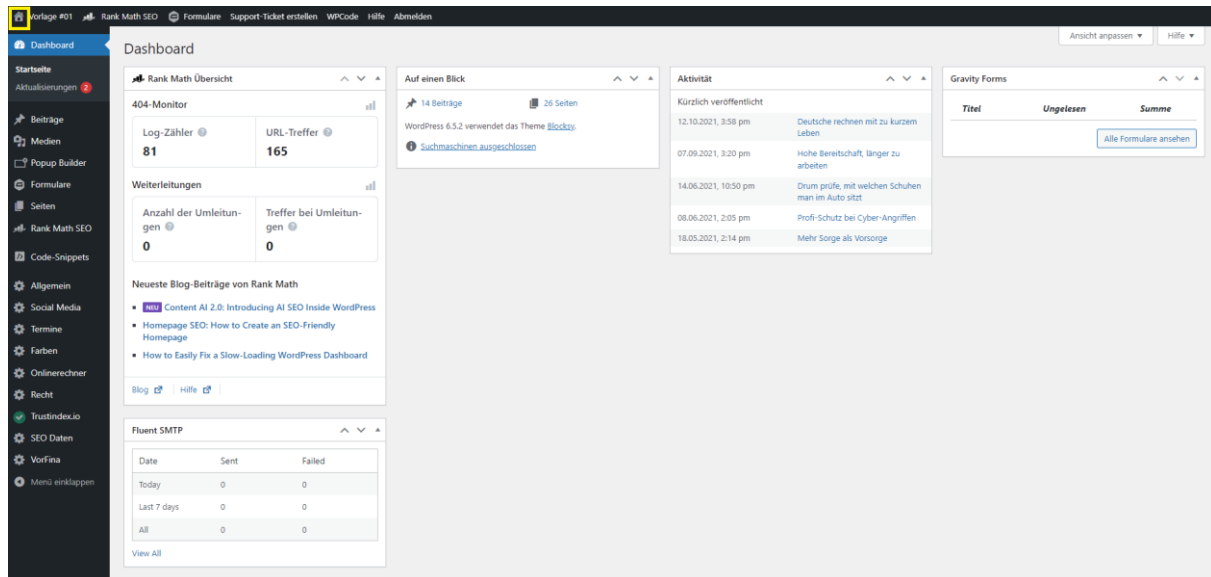 Vorlage #01 Rank Math SEO Formulare Support-Ticket erstellen WPCode Hilfe Abmelden
Dashboard
Startseite
Aktualisierungen 2
Beiträge
Medien
Popup Builder
Formulare
Seiten
Rank Math SEO
Code-Snippets
Allgemein
Social Media
Termine
Farben
Onlinerechner
Recht
Trustindex.io
SEO Daten
VorFina
Menü einklappen
Ansicht anpassen ▼ Hilfe ▼
Dashboard
Rank Math Übersicht
404-Monitor
Log-Zähler URL-Treffer
81 165
Weiterleitungen
Anzahl der Umleitun-
gen
0
Treffer bei Umleitun-
gen
0
Neueste Blog-Beiträge von Rank Math
NEU Content AI 2.0: Introducing AI SEO Inside WordPress
Homepage SEO: How to Create an SEO-Friendly
Homepage
How to Easily Fix a Slow-Loading WordPress Dashboard
Blog Hilfe
Fluent SMTP
Date Sent Failed
Today 0 0
Last 7 days 0 0
All 0 0
View All
Auf einen Blick
14 Beiträge 26 Seiten
WordPress 6.5.2 verwendet das Theme Blocksy.
Suchmaschinen ausgeschlossen
Aktivität
Kürzlich veröffentlicht
12.10.2021, 3:58 pm Deutsche rechnen mit zu kurzem
Leben
07.09.2021, 3:20 pm Hohe Bereitschaft, länger zu
arbeiten
14.06.2021, 10:50 pm Drum prüfe, mit welchen Schuhen
man im Auto sitzt
08.06.2021, 2:05 pm Profi-Schutz bei Cyber-Angriffen
18.05.2021, 2:14 pm Mehr Sorge als Vorsorge
Gravity Forms
Titel Ungelesen Summe
Alle Formulare ansehen